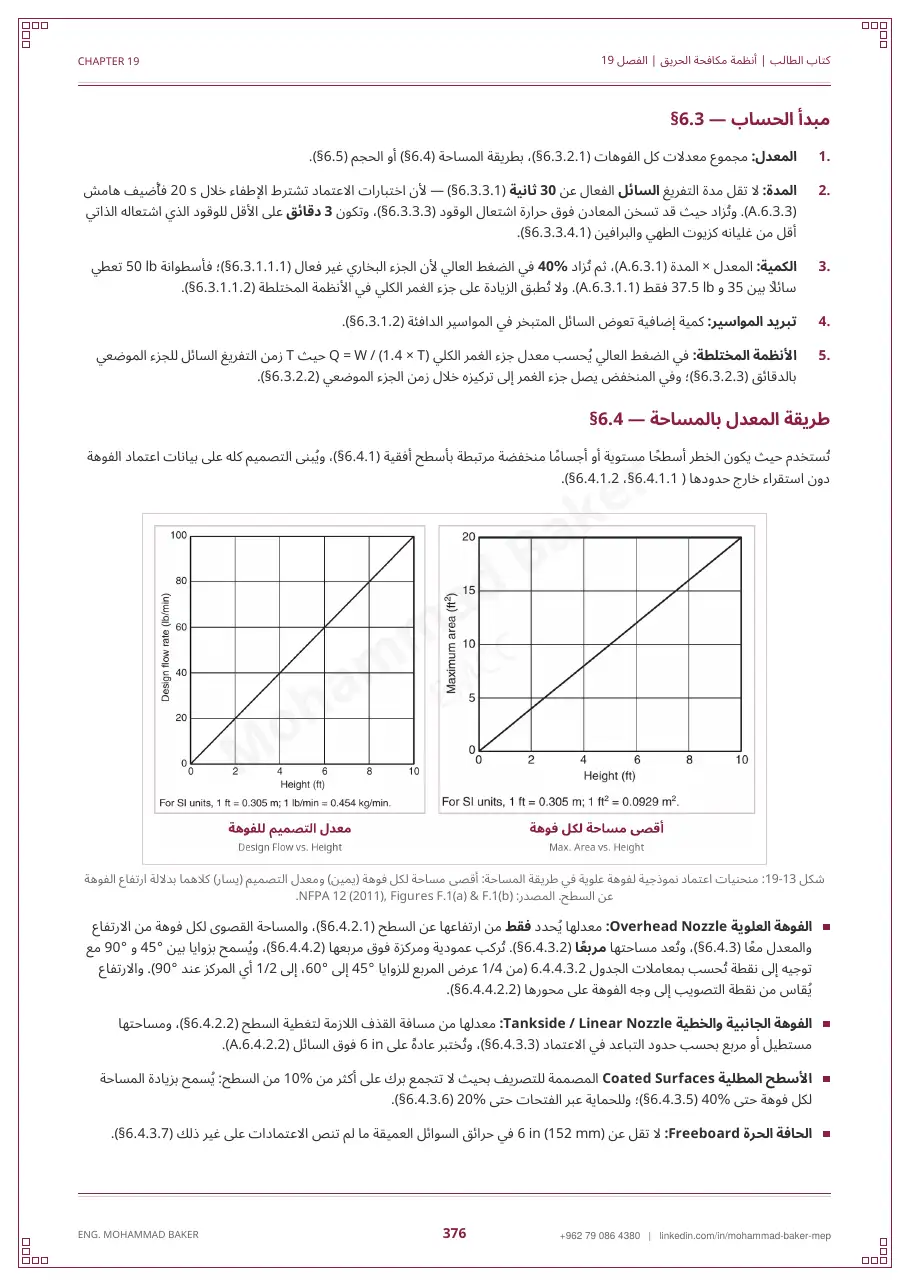 CHAPTER 19
كتاب الطالب | أنظمة مكافحة الحريق | الفصل 19
مبدأ الحساب — §6.3
1. المعدل: مجموع معدلات كل الفوهات (§6.3.2.1)، بطريقة المساحة (§6.4) أو الحجم (§6.5).
2. المدة: لا تقل مدة التفريغ السائل الفعال عن 30 ثانية (§6.3.3.1) — لأن اختبارات الاعتماد تشترط الإطفاء خلال 20 s فأُضيف هامش
(A.6.3.3). وتُزاد حيث قد تسخن المعادن فوق حرارة اشتعال الوقود (§6.3.3.3)، وتكون 3 دقائق على الأقل للوقود الذي اشتعاله الذاتي
أقل من غليانه كزيوت الطهي والبرافين (§6.3.3.4.1).
3. الكمية: المعدل × المدة (A.6.3.1)، ثم تُزاد 40% في الضغط العالي لأن الجزء البخاري غير فعال (§6.3.1.1.1)؛ فأسطوانة 50 lb تعطي
سائلًا بين 35 و 37.5 lb فقط (A.6.3.1.1). ولا تُطبق الزيادة على جزء الغمر الكلي في الأنظمة المختلطة (§6.3.1.1.2).
4. تبريد المواسير: كمية إضافية تعوض السائل المتبخر في المواسير الدافئة (§6.3.1.2).
5. الأنظمة المختلطة: في الضغط العالي يُحسب معدل جزء الغمر الكلي Q = W / (1.4 × T) حيث T زمن التفريغ السائل للجزء الموضعي
بالدقائق (§6.3.2.3)؛ وفي المنخفض يصل جزء الغمر إلى تركيزه خلال زمن الجزء الموضعي (§6.3.2.2).
طريقة المعدل بالمساحة — §6.4
تُستخدم حيث يكون الخطر أسطحًا مستوية أو أجسامًا منخفضة مرتبطة بأسطح أفقية (§6.4.1)، ويُبنى التصميم كله على بيانات اعتماد الفوهة
دون استقراء خارج حدودها ( §6.4.1.1، §6.4.1.2).
Mohammad Baker
EMCC
Design flow rate (lb/min)
100
80
60
40
20
0
0 2 4 6 8 10
Height (ft)
For SI units, 1 ft = 0.305 m; 1 lb/min = 0.454 kg/min.
معدل التصميم للفوهة
Design Flow vs. Height
Maximum area (ft²)
20
15
10
5
0
0 2 4 6 8 10
Height (ft)
For SI units, 1 ft = 0.305 m; 1 ft² = 0.0929 m².
أقصى مساحة لكل فوهة
Max. Area vs. Height
شكل 13-19: منحنيات اعتماد نموذجية لفوهة علوية في طريقة المساحة: أقصى مساحة لكل فوهة (يمين) ومعدل التصميم (يسار) كلاهما بدلالة ارتفاع الفوهة
عن السطح. المصدر: NFPA 12 (2011), Figures F.1(a) & F.1(b).
▪ الفوهة العلوية Overhead Nozzle: معدلها يُحدد فقط من ارتفاعها عن السطح (§6.4.2.1)، والمساحة القصوى لكل فوهة من الارتفاع
والمعدل معًا (§6.4.3)، وتُعد مساحتها مربعًا (§6.4.3.2). تُركب عمودية ومركزة فوق مربعها (§6.4.4.2)، ويُسمح بزوايا بين 45° و 90° مع
توجيه إلى نقطة تُحسب بمعاملات الجدول 6.4.4.3.2 (من 1/4 عرض المربع للزوايا 45° إلى 60°، إلى 1/2 أي المركز عند 90°). والارتفاع
يُقاس من نقطة التصويب إلى وجه الفوهة على محورها (§6.4.4.2.2).
▪ الفوهة الجانبية والخطية Tankside / Linear Nozzle: معدلها من مسافة القذف اللازمة لتغطية السطح (§6.4.2.2)، ومساحتها
مستطيل أو مربع بحسب حدود التباعد في الاعتماد (§6.4.3.3)، وتُختبر عادةً على 6 in فوق السائل (A.6.4.2.2).
▪ الأسطح المطلية Coated Surfaces المصممة للتصريف بحيث لا تتجمع برك على أكثر من 10% من السطح: يُسمح بزيادة المساحة
لكل فوهة حتى 40% (§6.4.3.5)؛ وللحماية عبر الفتحات حتى 20% (§6.4.3.6).
▪ الحافة الحرة Freeboard: لا تقل عن 6 in (152 mm) في حرائق السوائل العميقة ما لم تنص الاعتمادات على غير ذلك (§6.4.3.7).
ENG. MOHAMMAD BAKER
376
+962 79 086 4380 | linkedin.com/in/mohammad-baker-mep